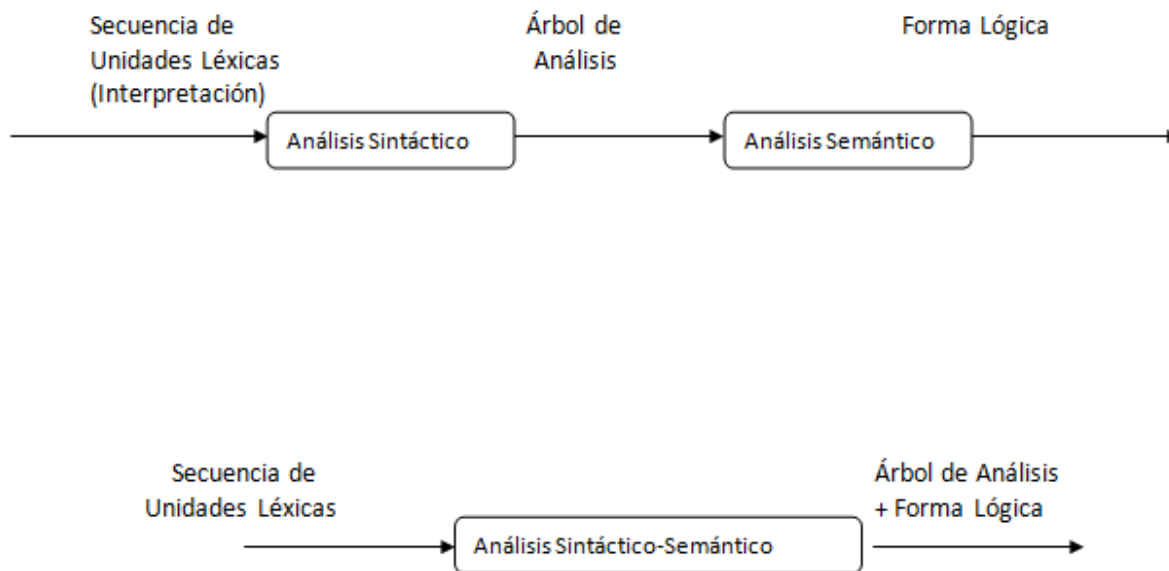 Secuencia de
Unidades Léxicas
(Interpretación)
Árbol de
Análisis
Forma Lógica
Análisis Sintáctico
Análisis Semántico
Secuencia de
Unidades Léxicas
Árbol de Análisis
+ Forma Lógica
Análisis Sintáctico-Semántico